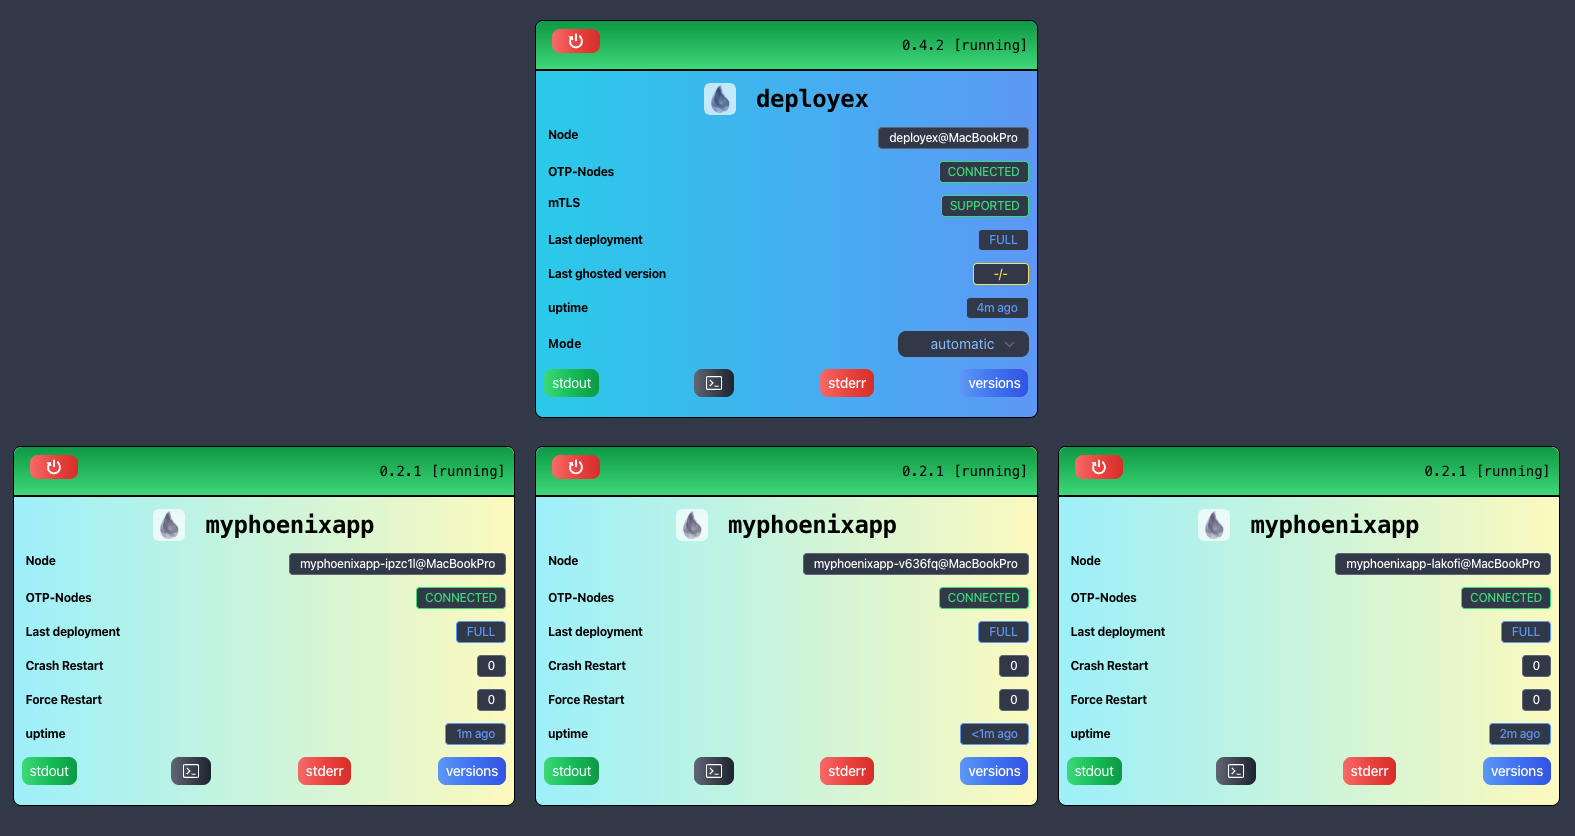 0.4.2 [running]
deployex
Node deployex@MacBookPro
OTP-Nodes CONNECTED
mTLS SUPPORTED
Last deployment FULL
Last ghosted version -/-
uptime 4m ago
Mode automatic
stdout stderr versions
0.2.1 [running]
myphoenixapp
Node myphoenixapp-ipzc1l@MacBookPro
OTP-Nodes CONNECTED
Last deployment FULL
Crash Restart 0
Force Restart 0
uptime 1m ago
stdout stderr versions
0.2.1 [running]
myphoenixapp
Node myphoenixapp-v636fq@MacBookPro
OTP-Nodes CONNECTED
Last deployment FULL
Crash Restart 0
Force Restart 0
uptime <1m ago
stdout stderr versions
0.2.1 [running]
myphoenixapp
Node myphoenixapp-lakofi@MacBookPro
OTP-Nodes CONNECTED
Last deployment FULL
Crash Restart 0
Force Restart 0
uptime 2m ago
stdout stderr versions